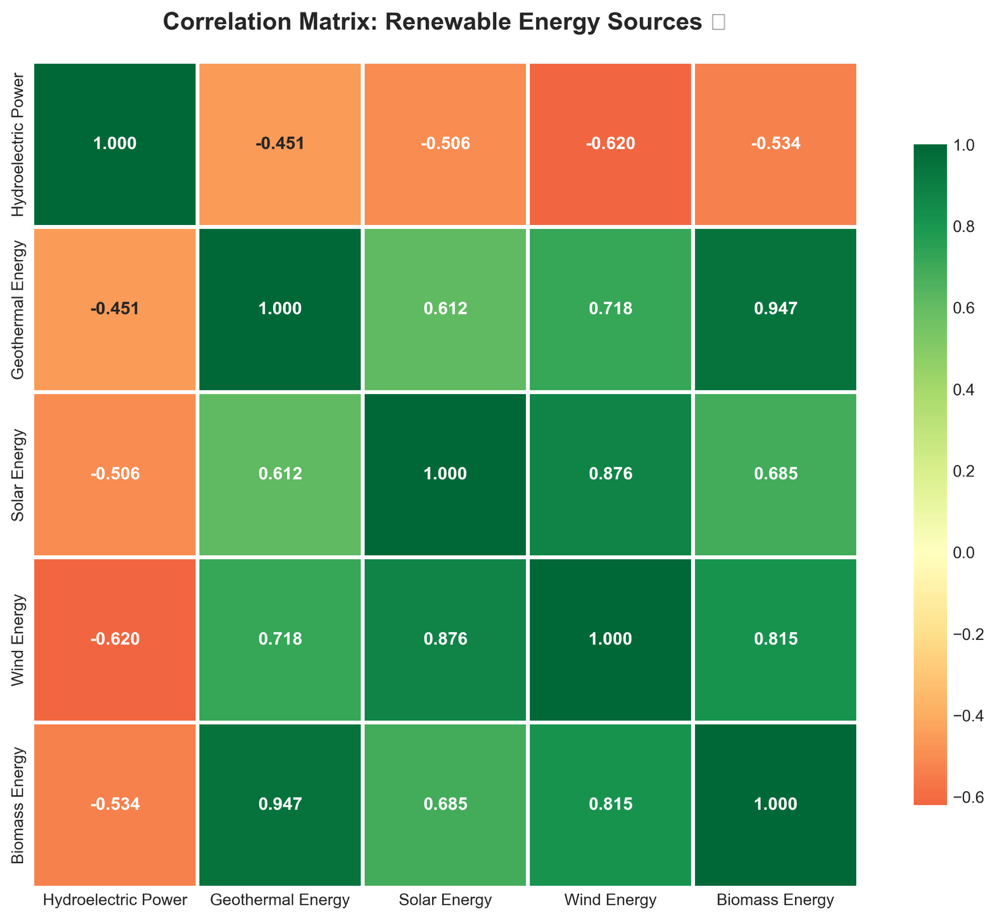 Correlation Matrix: Renewable Energy Sources
Hydroelectric Power
1.000 -0.451 -0.506 -0.620 -0.534
Geothermal Energy
-0.451 1.000 0.612 0.718 0.947
Solar Energy
-0.506 0.612 1.000 0.876 0.685
Wind Energy
-0.620 0.718 0.876 1.000 0.815
Biomass Energy
-0.534 0.947 0.685 0.815 1.000
Hydroelectric Power Geothermal Energy Solar Energy Wind Energy Biomass Energy
1.0
0.8
0.6
0.4
0.2
0.0
−0.2
−0.4
−0.6